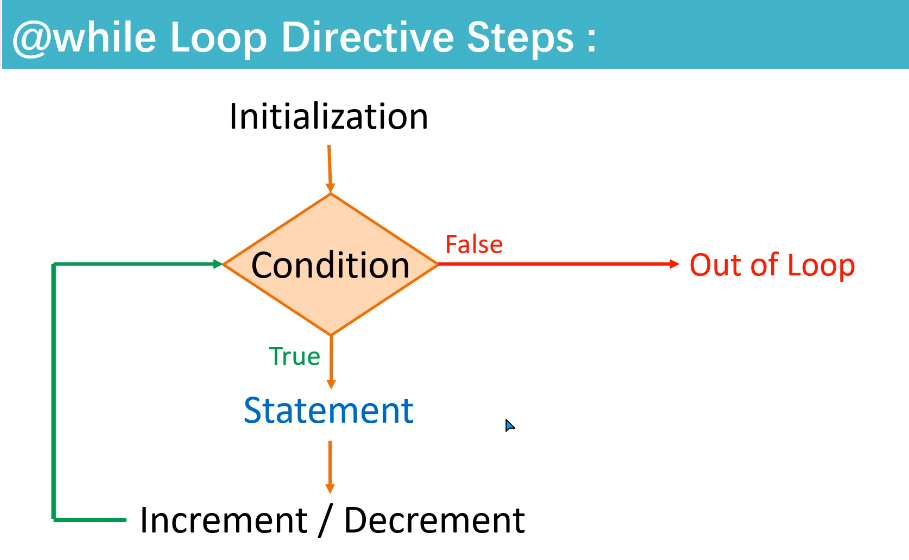 @while Loop Directive Steps :
Initialization
Condition
False
Out of Loop
True
Statement
Increment / Decrement